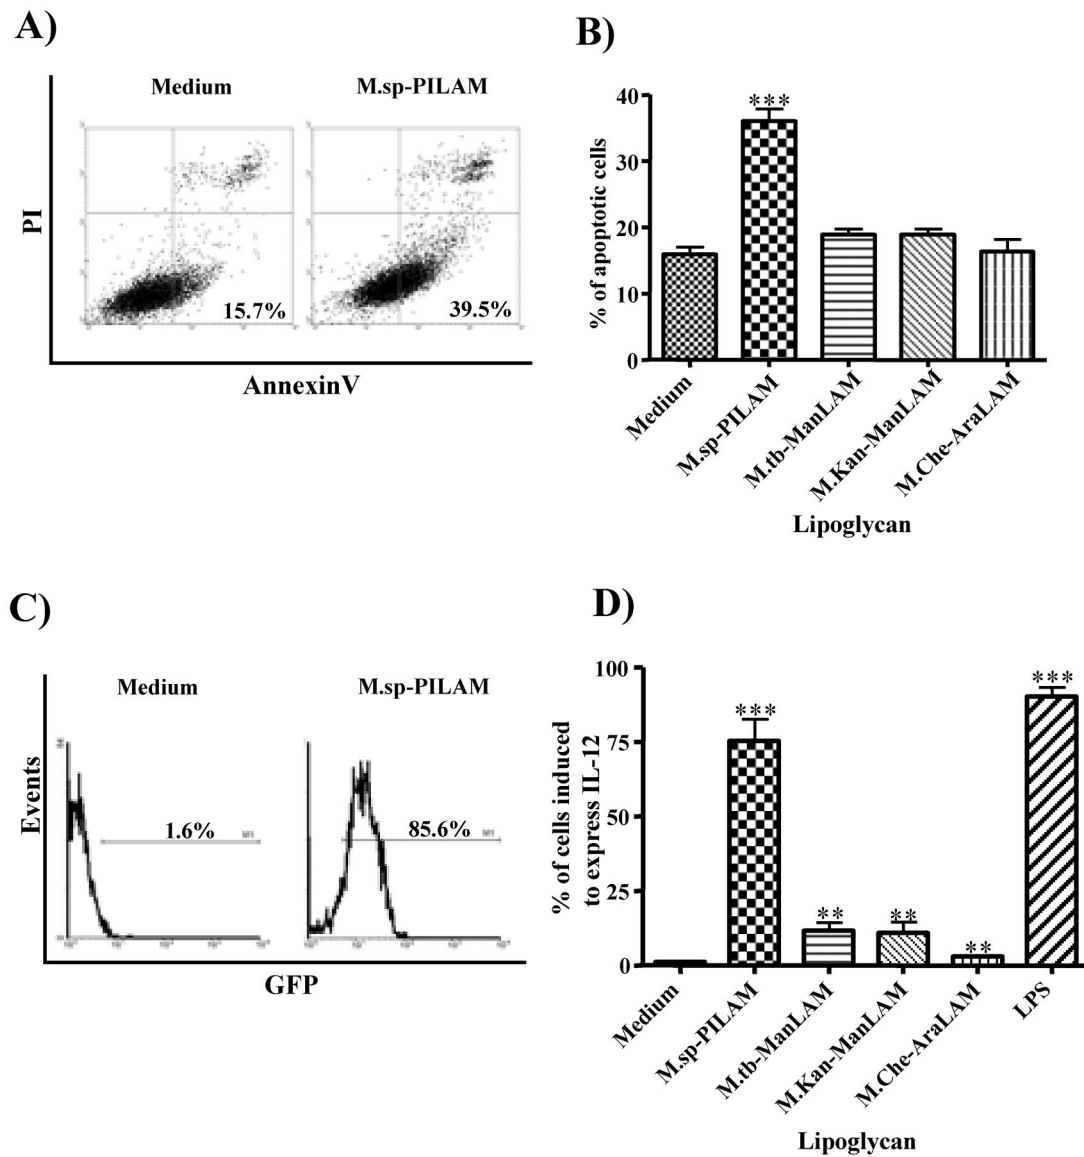 A)
Medium
M.sp-PILAM
PI
15.7%
39.5%
AnnexinV
B)
% of apoptotic cells
40
30
20
10
0
***
Medium
M.sp-PILAM
M.tb-ManLAM
M.Kan-ManLAM
M.Che-AraLAM
Lipoglycan
C)
Medium
M.sp-PILAM
Events
1.6%
M1
85.6%
M1
GFP
D)
% of cells induced
to express IL-12
100
75
50
25
0
***
**
**
**
***
Medium
M.sp-PILAM
M.tb-ManLAM
M.Kan-ManLAM
M.Che-AraLAM
LPS
Lipoglycan